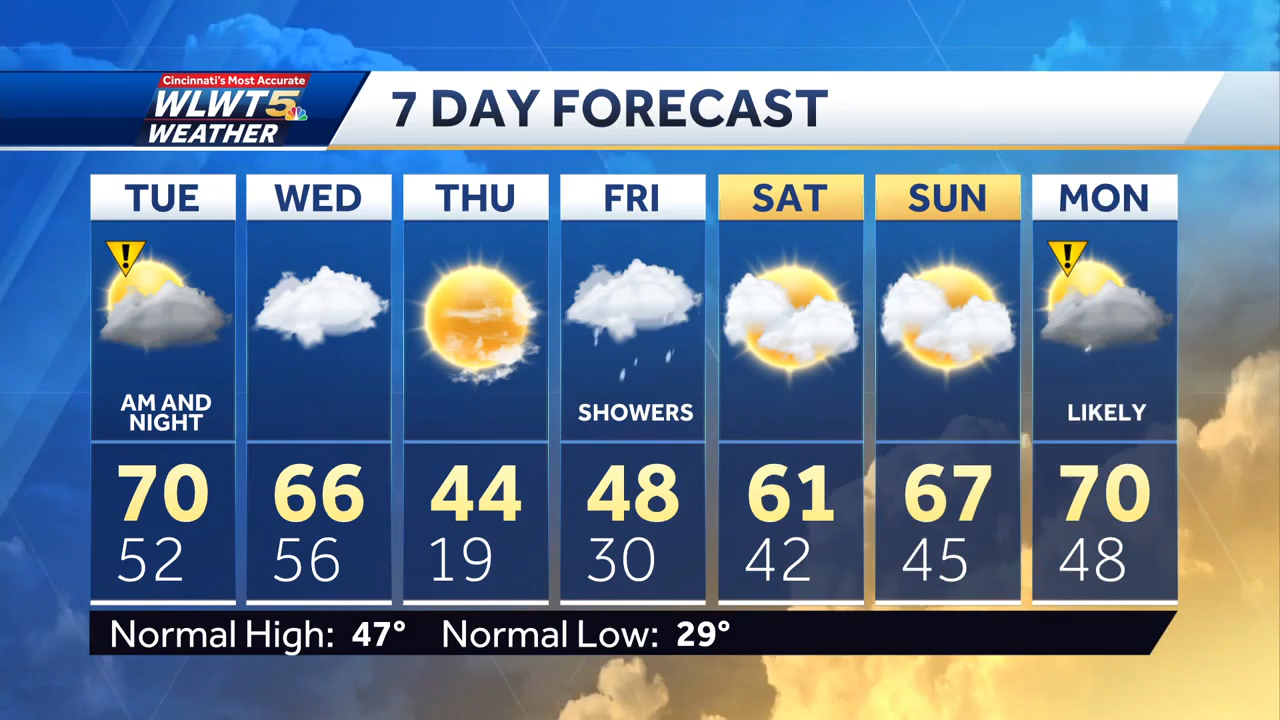 Cincinnati's Most Accurate
WLWT5
WEATHER
7 DAY FORECAST
TUE WED THU FRI SAT SUN MON
! !
AM AND
NIGHT SHOWERS LIKELY
70 66 44 48 61 67 70
52 56 19 30 42 45 48
Normal High: 47° Normal Low: 29°